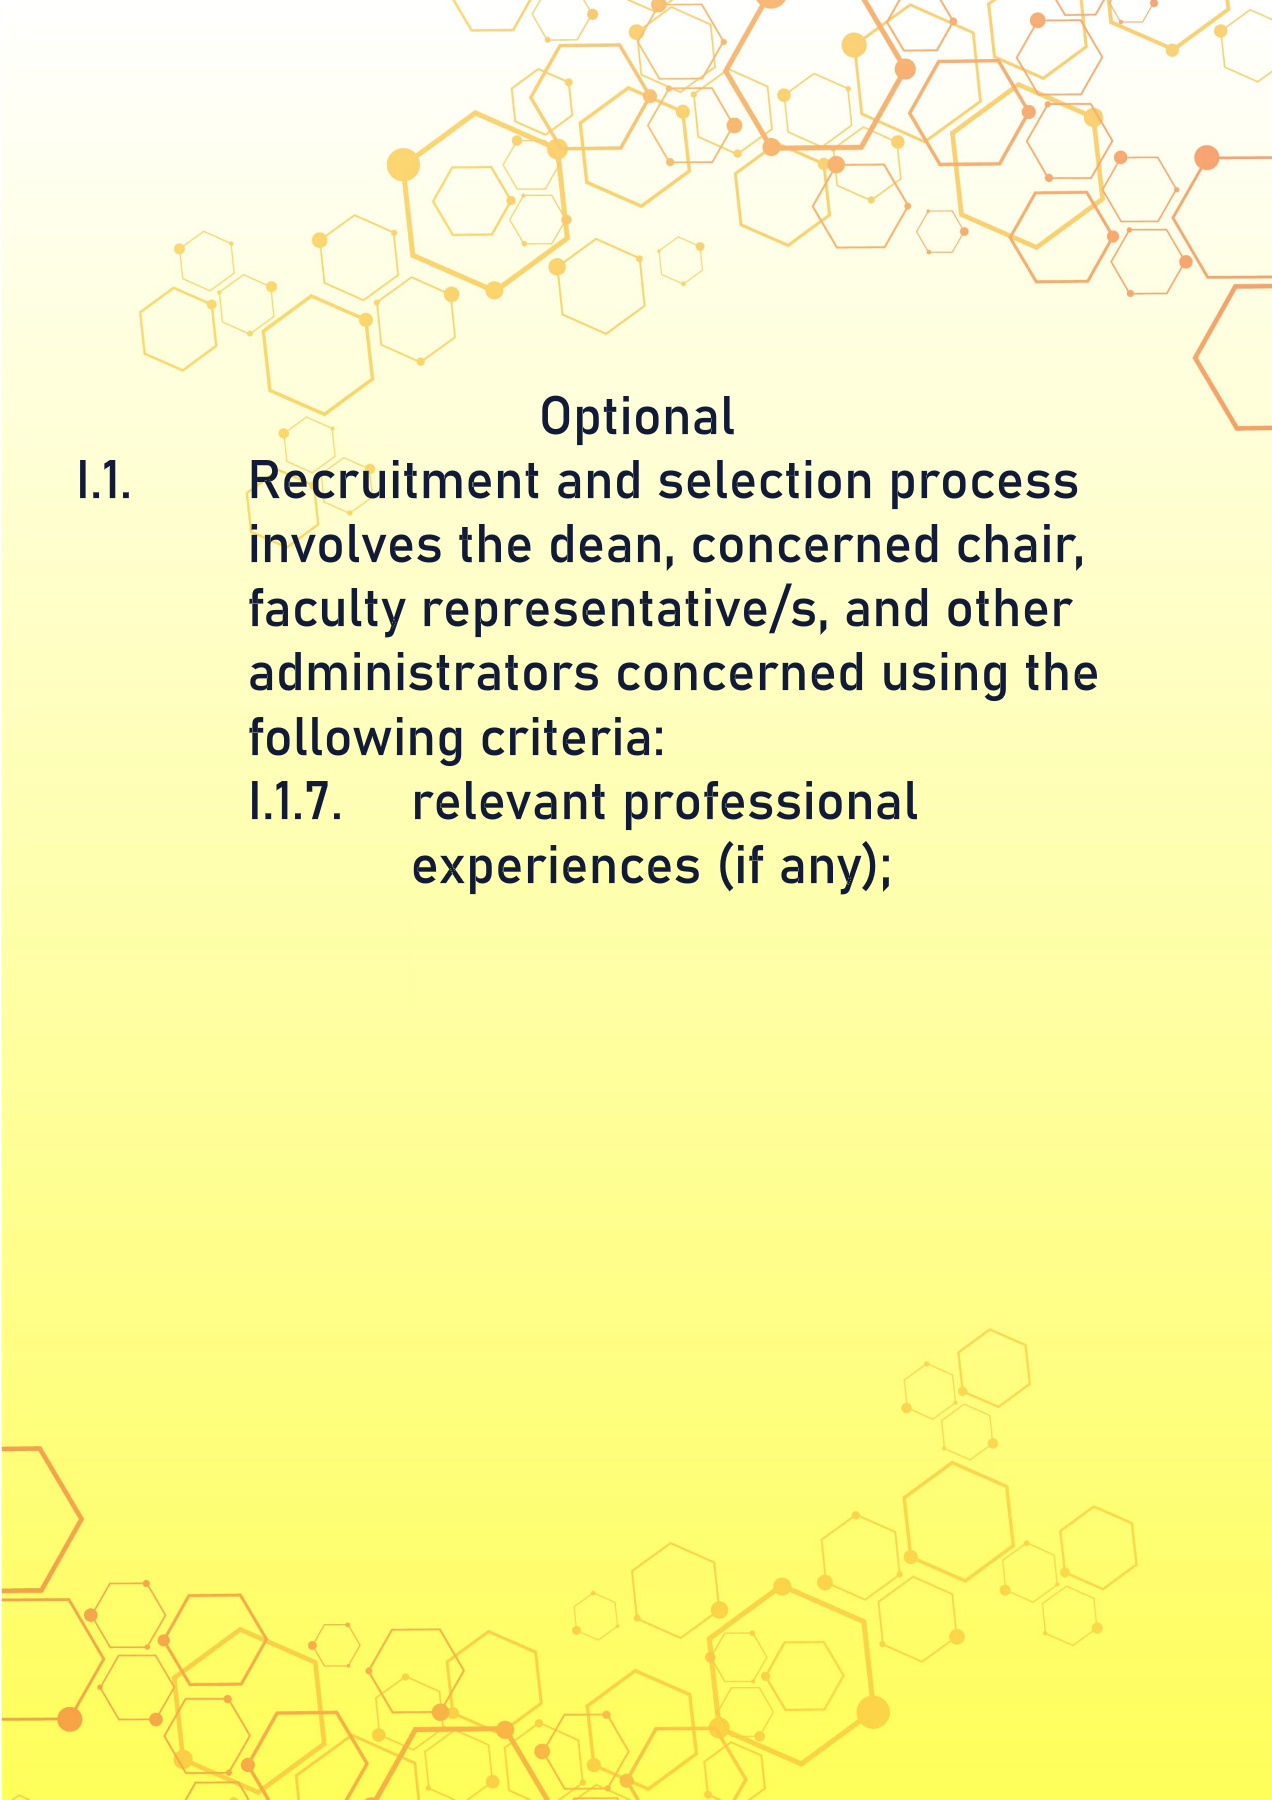 Optional
I.1. Recruitment and selection process
involves the dean, concerned chair,
faculty representative/s, and other
administrators concerned using the
following criteria:
I.1.7. relevant professional
experiences (if any);